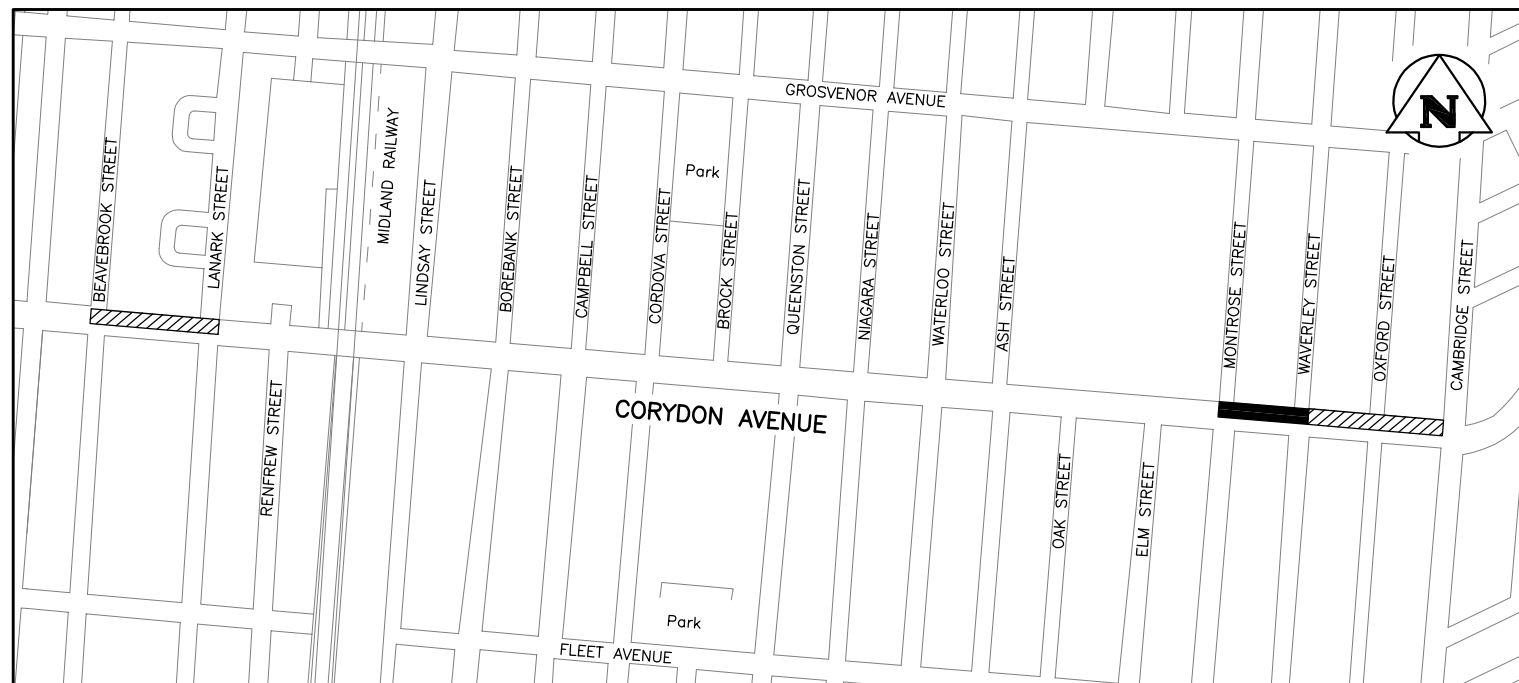 GROSVENOR AVENUE
N
BEAVEBROOK STREET
LANARK STREET
MIDLAND RAILWAY
LINDSAY STREET
BOREBANK STREET
CAMPBELL STREET
CORDOVA STREET
Park
BROCK STREET
QUEENSTON STREET
NIAGARA STREET
WATERLOO STREET
ASH STREET
MONTROSE STREET
WAVERLEY STREET
OXFORD STREET
CAMBRIDGE STREET
RENFREW STREET
CORYDON AVENUE
OAK STREET
ELM STREET
Park
FLEET AVENUE